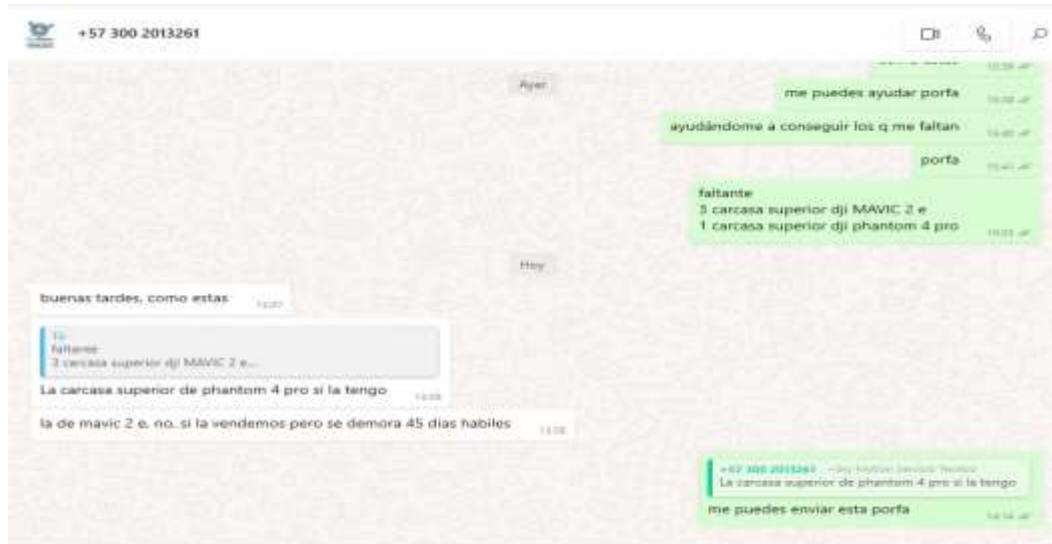 +57 300 2013261
Ayer
me puedes ayudar porfa
ayudándome a conseguir los q me faltan
porfa
faltante
3 carcasa superior dji MAVIC 2 e
1 carcasa superior dji phantom 4 pro
Hoy
buenas tardes, como estas
Tú
faltante
3 carcasa superior dji MAVIC 2 e...
La carcasa superior de phantom 4 pro si la tengo
la de mavic 2 e, no. si la vendemos pero se demora 45 dias habiles
+57 300 2013261
La carcasa superior de phantom 4 pro si la tengo
me puedes enviar esta porfa